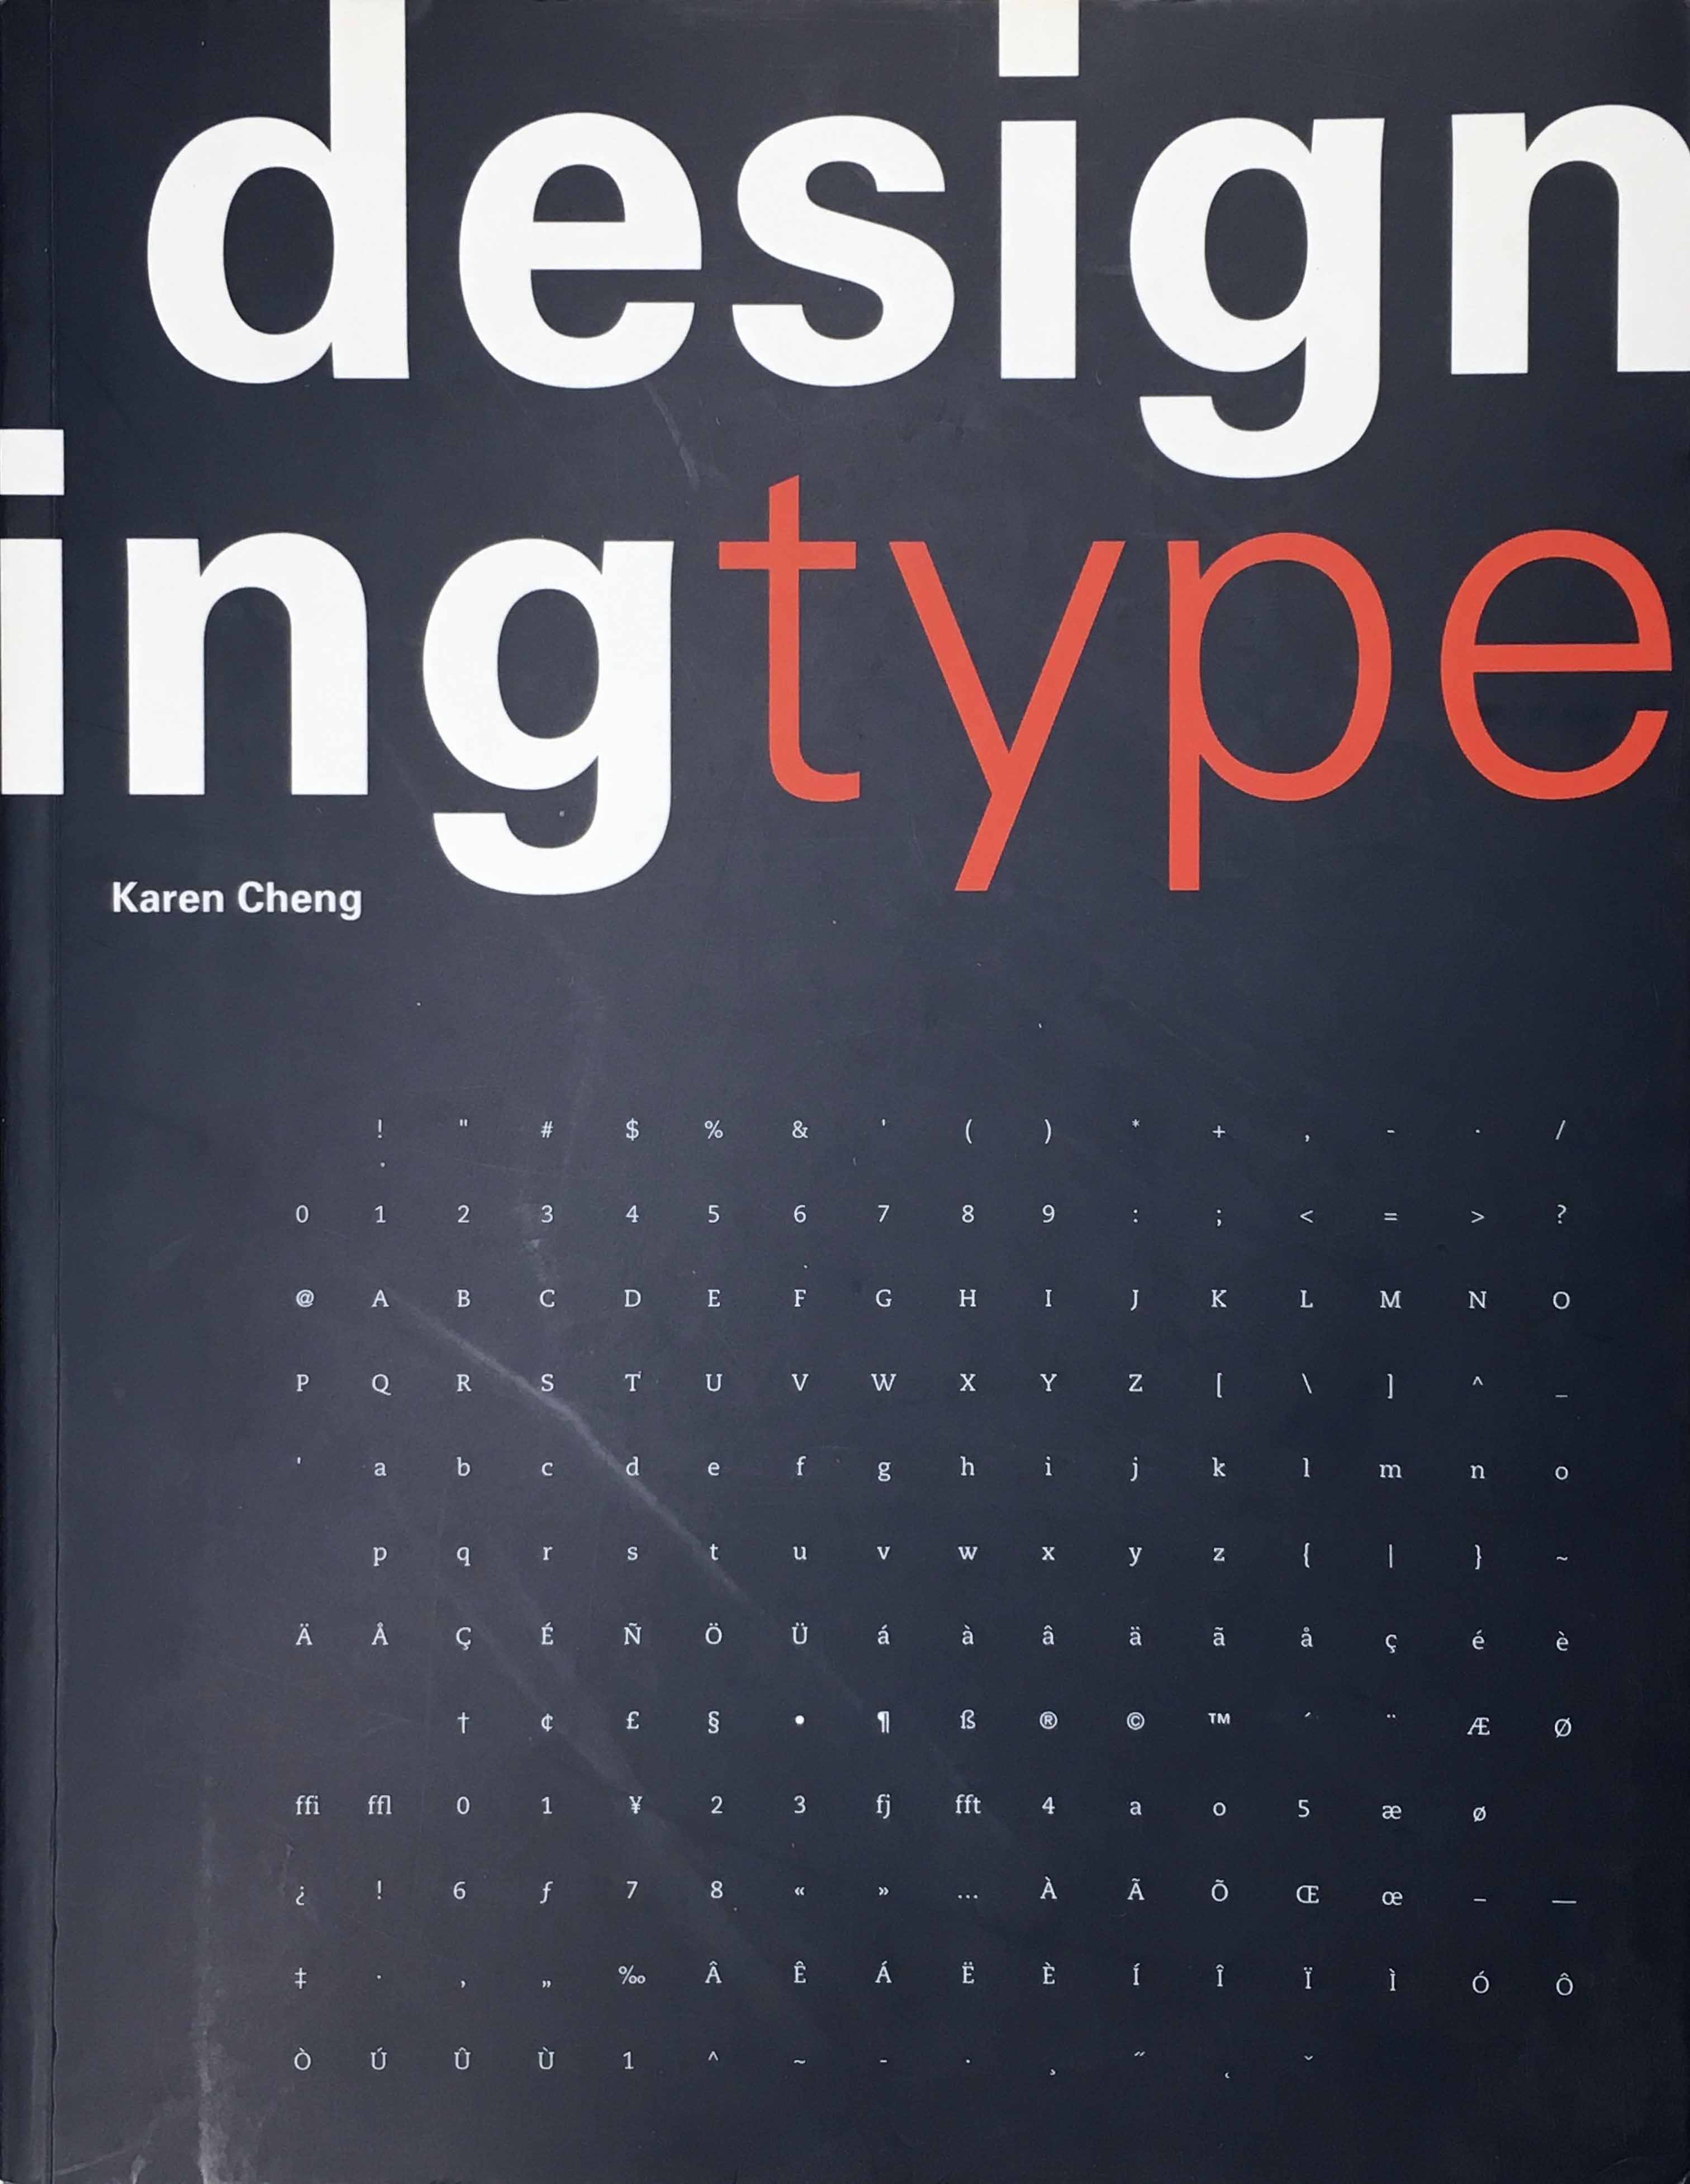 design
ingtype
Karen Cheng
! " # $ % & ' ( ) * + , - . /
0 1 2 3 4 5 6 7 8 9 : ; < = > ?
@ A B C D E F G H I J K L M N O
P Q R S T U V W X Y Z [ \ ] ^ _
' a b c d e f g h i j k l m n o
p q r s t u v w x y z { | } ~
Ä Å Ç É Ñ Ö Ü á à â ä ã å ç é è
† ¢ £ § • ¶ ß ® © ™ ´ ¨ Æ Ø
ffi ffl 0 1 ¥ 2 3 fj fft 4 a o 5 æ ø
¿ ! 6 ƒ 7 8 « » … À Ã Õ Œ œ – —
‡ · , „ ‰ Â Ê Á Ë È Í Î Ï Ì Ó Ô
Ò Ú Û Ù 1 ^ ~ - · ¸ ˝ ˛ ˇ